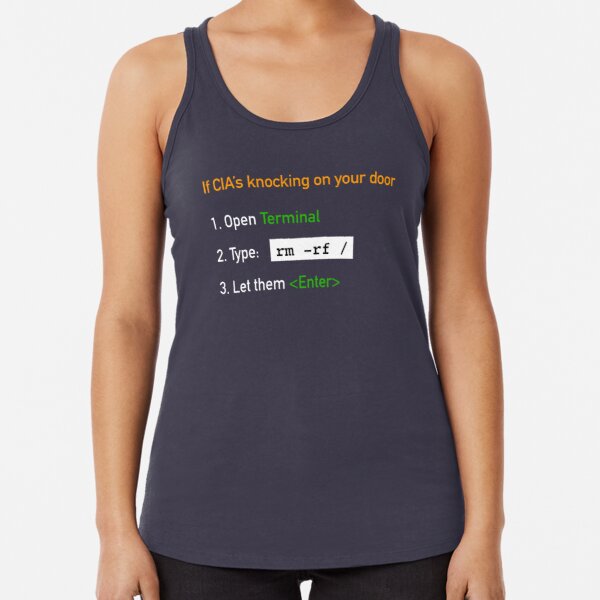 If CIA's knocking on your door
1. Open Terminal
2. Type: rm -rf /
3. Let them <Enter>